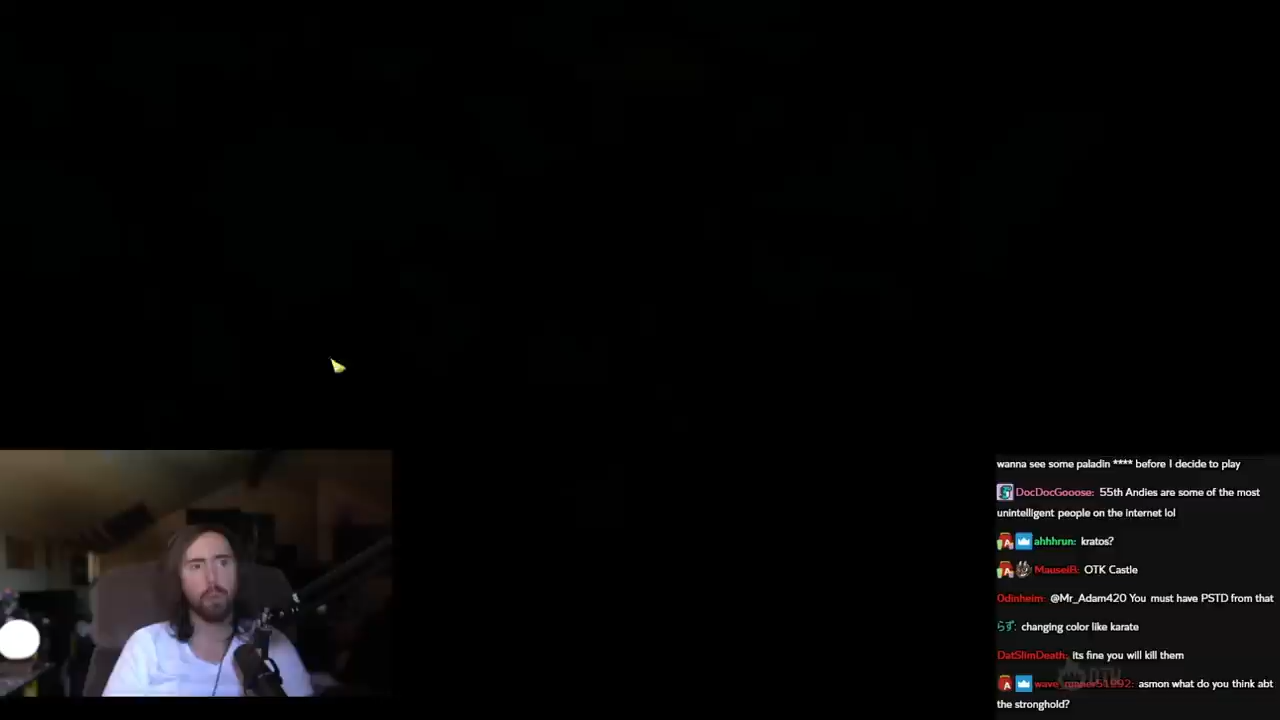 wanna see some paladin **** before I decide to play
DocDocGooose: 55th Andies are some of the most
unintelligent people on the internet lol
ahhhrun: kratos?
MauseiB: OTK Castle
Odinheim: @Mr_Adam420 You must have PSTD from that
らず: changing color like karate
DatSlimDeath: its fine you will kill them
asmon what do you think abt
the stronghold?